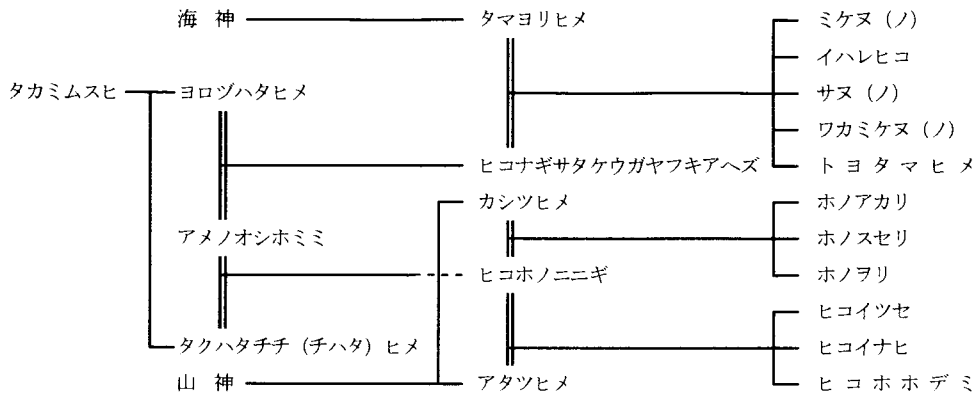 海 神 タマヨリヒメ ミケヌ (ノ)
イハレヒコ
タカミムスヒ ヨロヅハタヒメ サヌ (ノ)
ワカミケヌ (ノ)
ヒコナギサタケウガヤフキアヘズ トヨタマヒメ
カシツヒメ ホノアカリ
アメノオシホミミ ホノスセリ
ヒコホノニニギ ホノヲリ
ヒコイツセ
タクハタチチ (チハタ) ヒメ ヒコイナヒ
山 神 アタツヒメ ヒコホホデミ